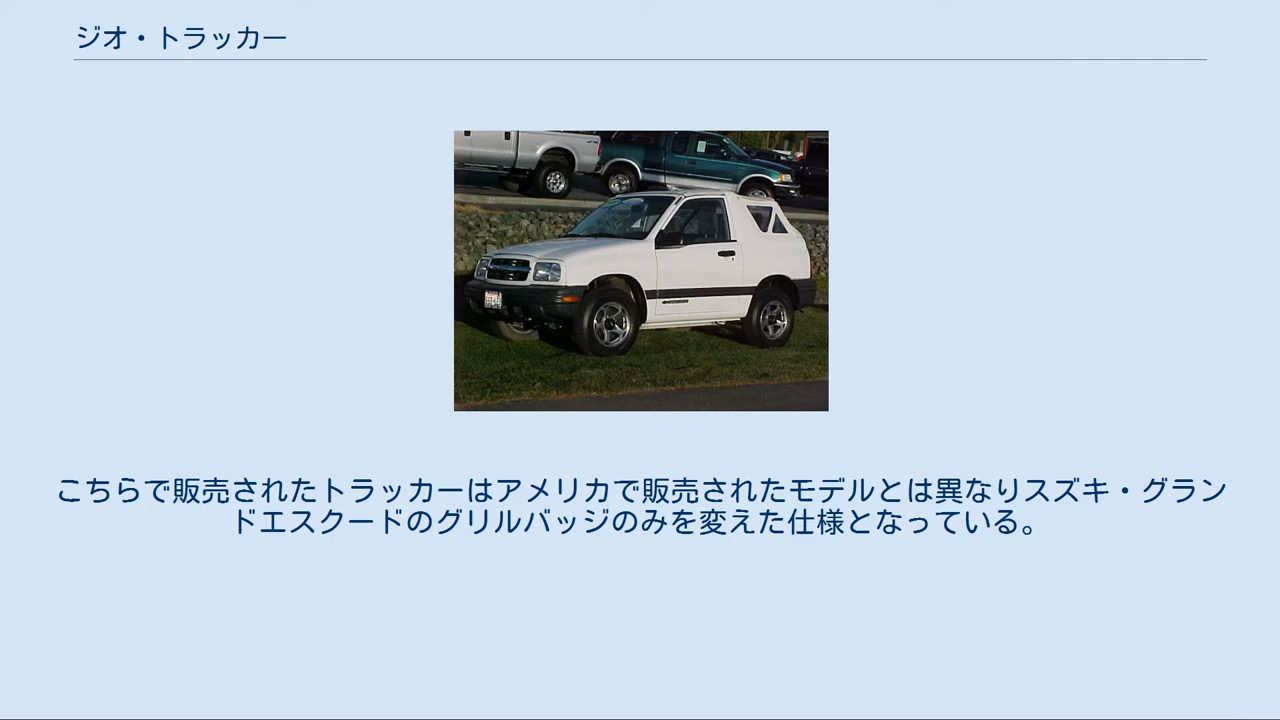 ジオ・トラッカー
こちらで販売されたトラッカーはアメリカで販売されたモデルとは異なりスズキ・グラン
ドエスクードのグリルバッジのみを変えた仕様となっている。